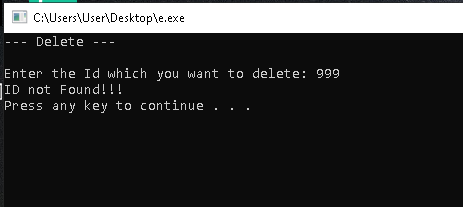 C:\Users\User\Desktop\e.exe
--- Delete ---
Enter the Id which you want to delete: 999
ID not Found!!!
Press any key to continue . . .